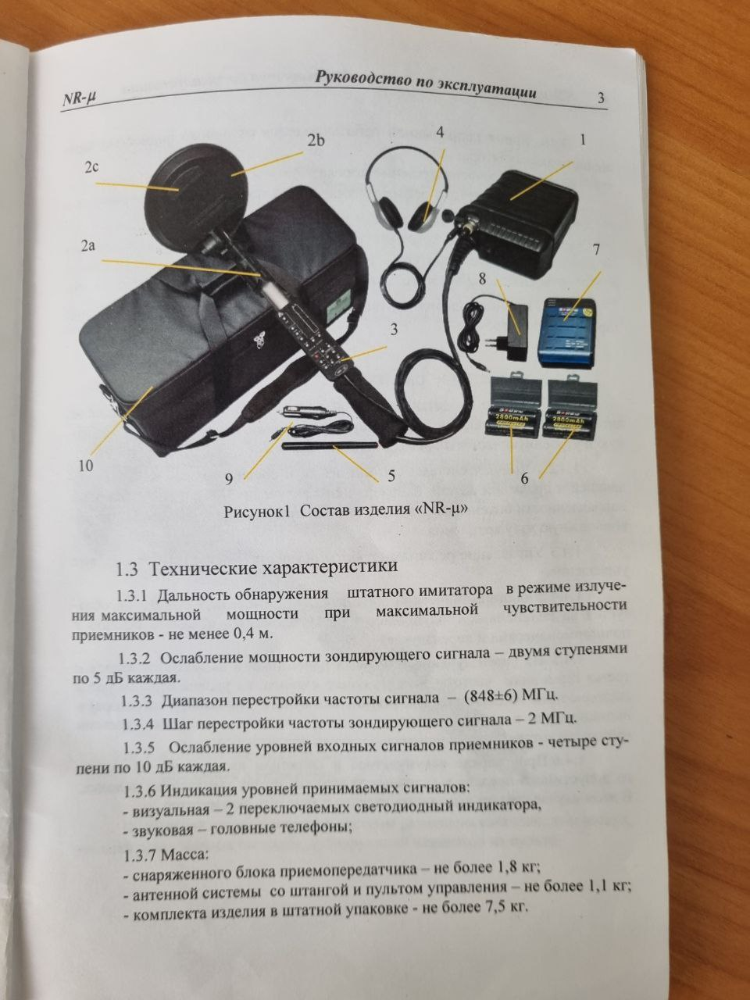 NR-μ
Руководство по эксплуатации
3
4
1
2b
2c
2a
7
8
3
2800mAh
2800mAh
10
9
5
6
Рисунок1 Состав изделия «NR-μ»
1.3 Технические характеристики
1.3.1 Дальность обнаружения штатного имитатора в режиме излуче-
ния максимальной мощности при максимальной чувствительности
приемников - не менее 0,4 м.
1.3.2 Ослабление мощности зондирующего сигнала – двумя ступенями
по 5 дБ каждая.
1.3.3 Диапазон перестройки частоты сигнала – (848±6) МГц.
1.3.4 Шаг перестройки частоты зондирующего сигнала – 2 МГц.
1.3.5 Ослабление уровней входных сигналов приемников - четыре сту-
пени по 10 дБ каждая.
1.3.6 Индикация уровней принимаемых сигналов:
- визуальная – 2 переключаемых светодиодный индикатора,
- звуковая – головные телефоны;
1.3.7 Масса:
- снаряженного блока приемопередатчика – не более 1,8 кг;
- антенной системы со штангой и пультом управления – не более 1,1 кг;
- комплекта изделия в штатной упаковке - не более 7,5 кг.